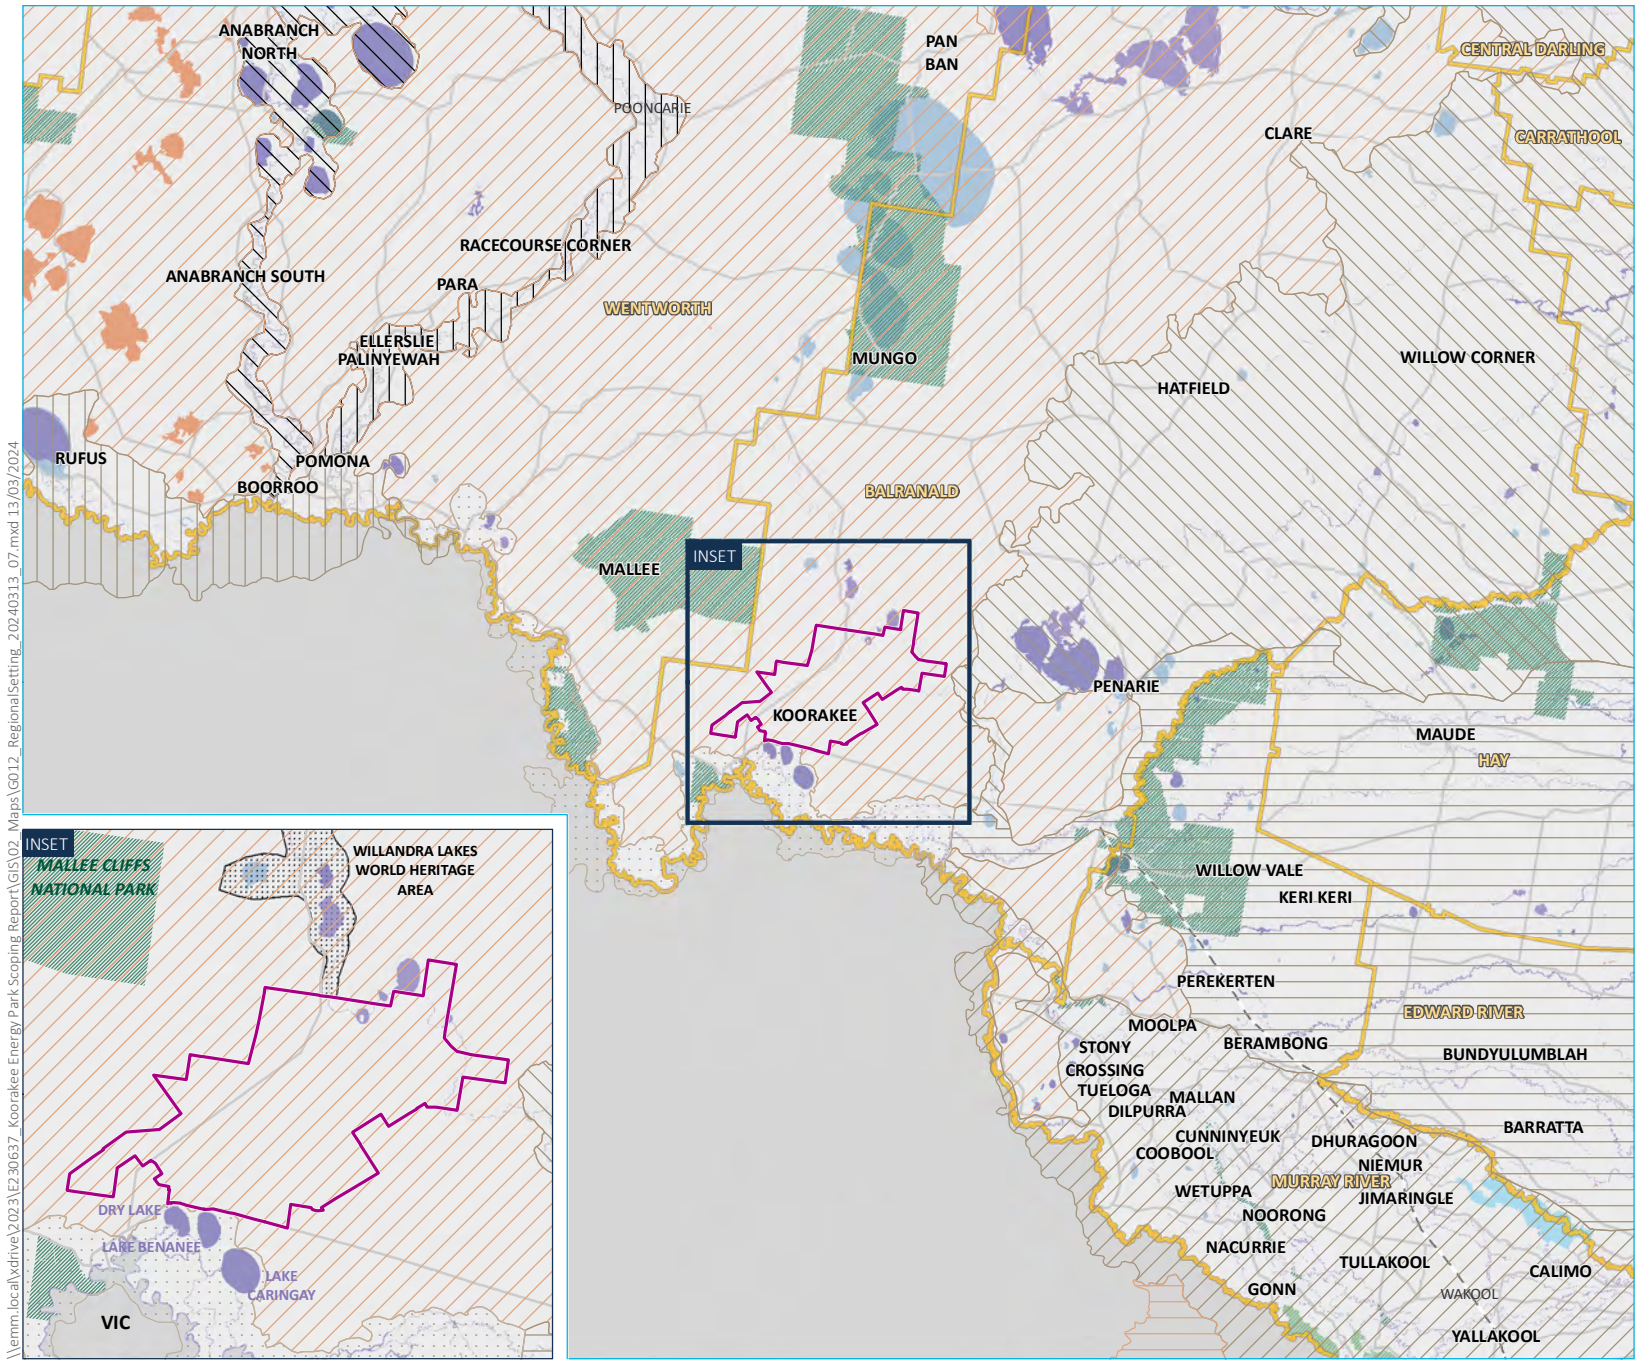 ANABRANCH
NORTH
PAN
BAN
CENTRAL DARLING
POONCARIE
CLARE
CARRATHOOL
RACECOURSE CORNER
ANABRANCH SOUTH
PARA
WENTWORTH
ELLERSLIE
PALINYEWAH
MUNGO
WILLOW CORNER
HATFIELD
RUFUS
POMONA
BOORROO
BALRANALD
INSET
MALLEE
PENARIE
KOORAKEE
MAUDE
HAY
WILLOW VALE
KERI KERI
PEREKERTEN
EDWARD RIVER
MOOLPA
STONY
CROSSING
BERAMBONG
BUNDYULUMBLAH
TUELOGA
MALLAN
DILPURRA
BARRATTA
CUNNINYEUK
DHURAGOON
COOBOOL
NIEMUR
MURRAY RIVER
WETUPPA
JIMARINGLE
NOORONG
NACURRIE
TULLAKOOL
CALIMO
GONN
WAKOOL
YALLAKOOL
INSET
MALLEE CLIFFS
NATIONAL PARK
WILLANDRA LAKES
WORLD HERITAGE
AREA
DRY LAKE
LAKE BENANEE
LAKE
CARINGAY
VIC
\\emm.local\xdrive\2023\E230637_Koorakee Energy Park Scoping Report\GIS\02_Maps\G012_RegionalSetting_20240313_07.mxd 13/03/2024